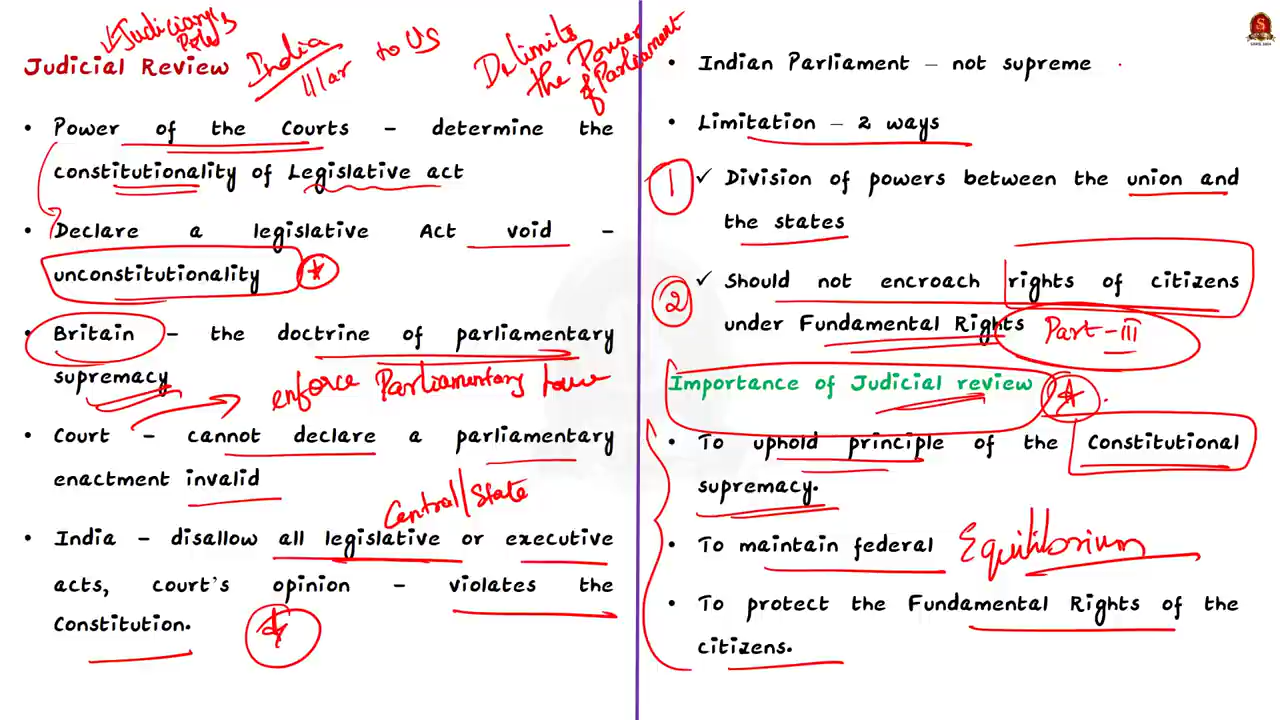 Judiciary's
Role
Judicial Review
India
|||ar
to US
Delimits
the Power
of Parliament
• Power of the Courts – determine the
constitutionality of Legislative act
• Declare a legislative Act void –
unconstitutionality
• Britain – the doctrine of parliamentary
supremacy
enforce Parliamentary
• Court – cannot declare a parliamentary
enactment invalid
Central/State
• India – disallow all legislative or executive
acts, court's opinion – violates the
Constitution.
• Indian Parliament – not supreme
• Limitation – 2 ways
1 ✓ Division of powers between the union and
the states
2 ✓ Should not encroach rights of citizens
under Fundamental Rights Part-III
Importance of Judicial review
• To uphold principle of the Constitutional
supremacy.
• To maintain federal Equilibrium
• To protect the Fundamental Rights of the
citizens.